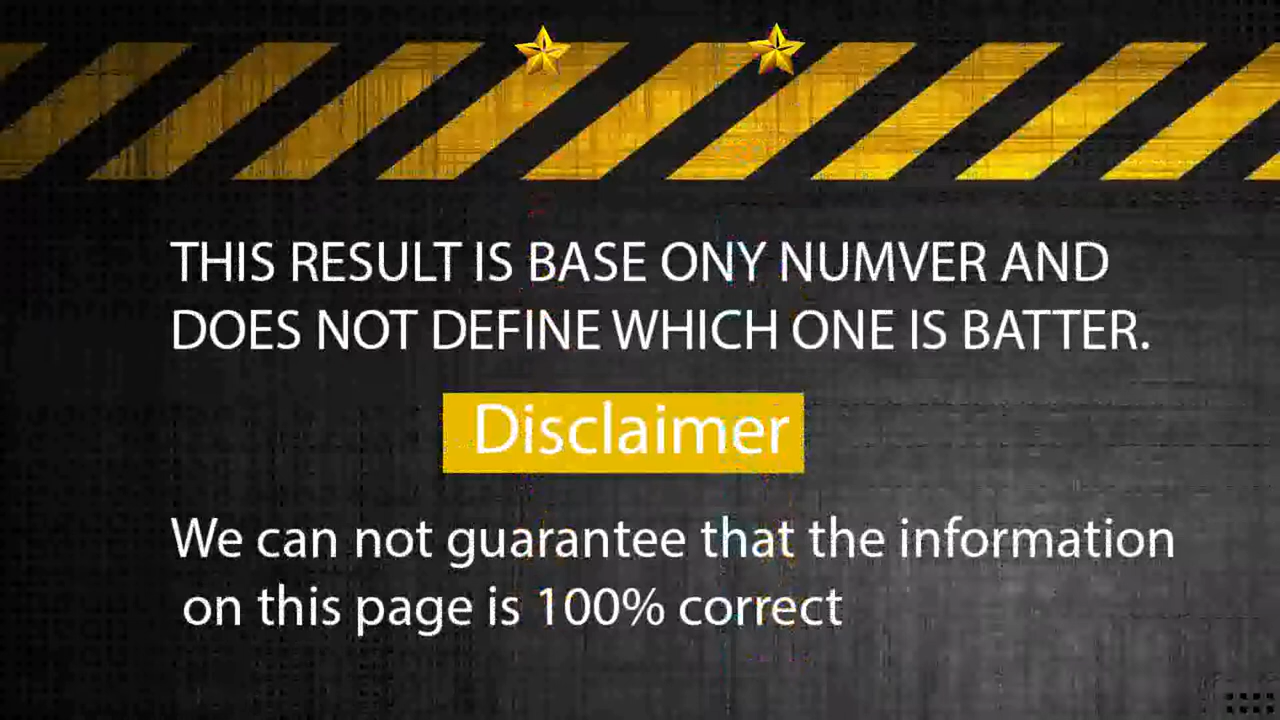 THIS RESULT IS BASE ONY NUMVER AND
DOES NOT DEFINE WHICH ONE IS BATTER.
Disclaimer
We can not guarantee that the information
on this page is 100% correct